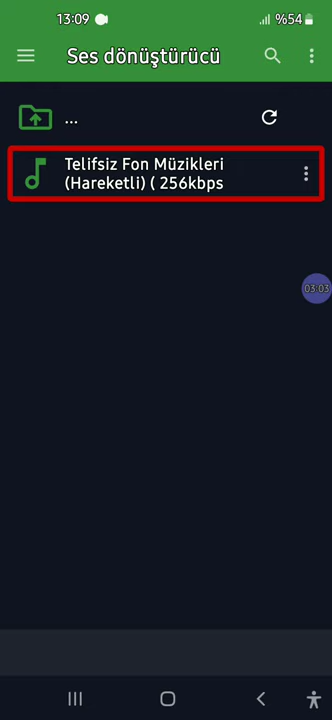 13:09
%54
Ses dönüştürücü
...
Telifsiz Fon Müzikleri
(Hareketli) ( 256kbps
03:03